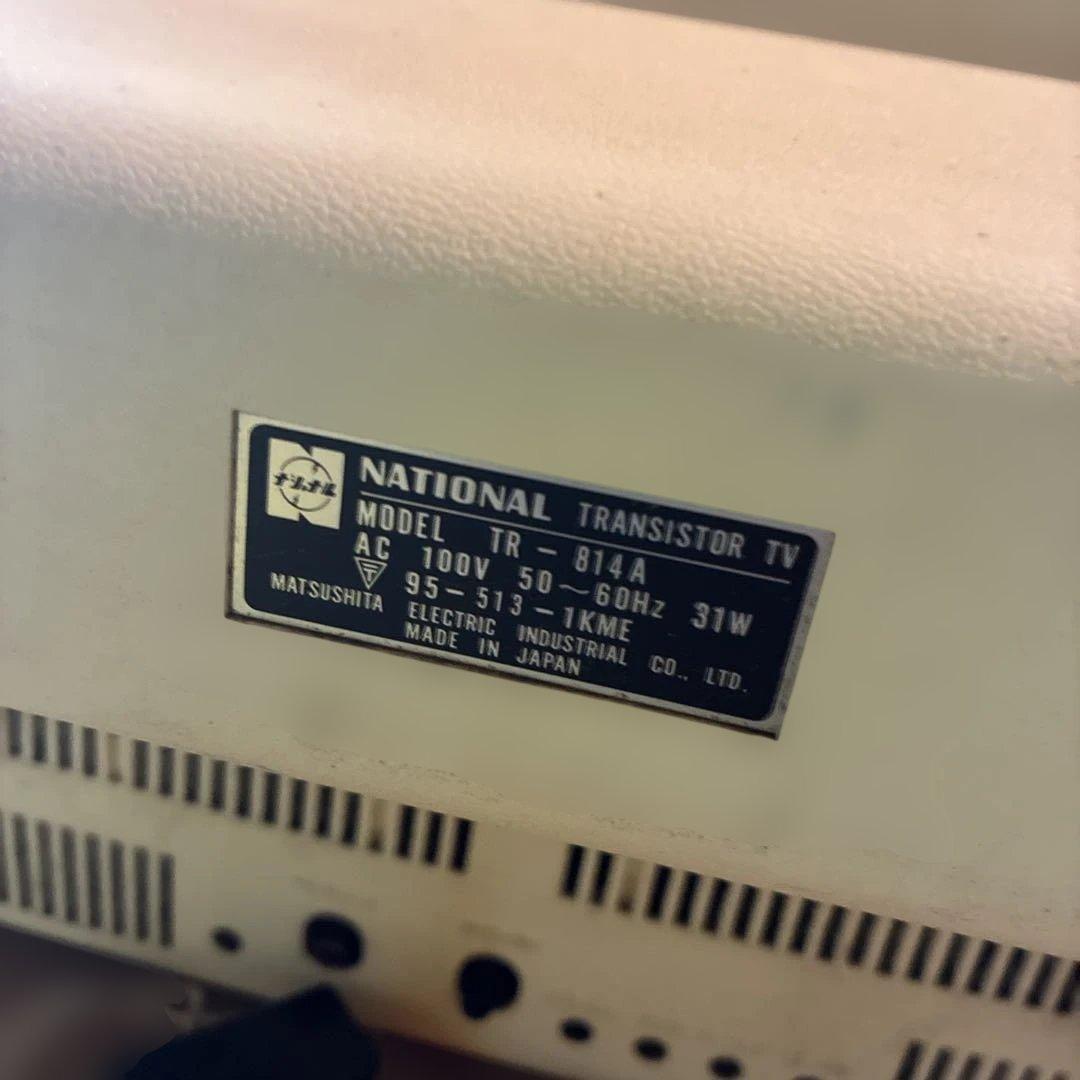 ナショナル
NATIONAL TRANSISTOR TV
MODEL TR-814A
AC 100V 50~60Hz 31W
T 95-513-1KME
MATSUSHITA ELECTRIC INDUSTRIAL CO., LTD.
MADE IN JAPAN